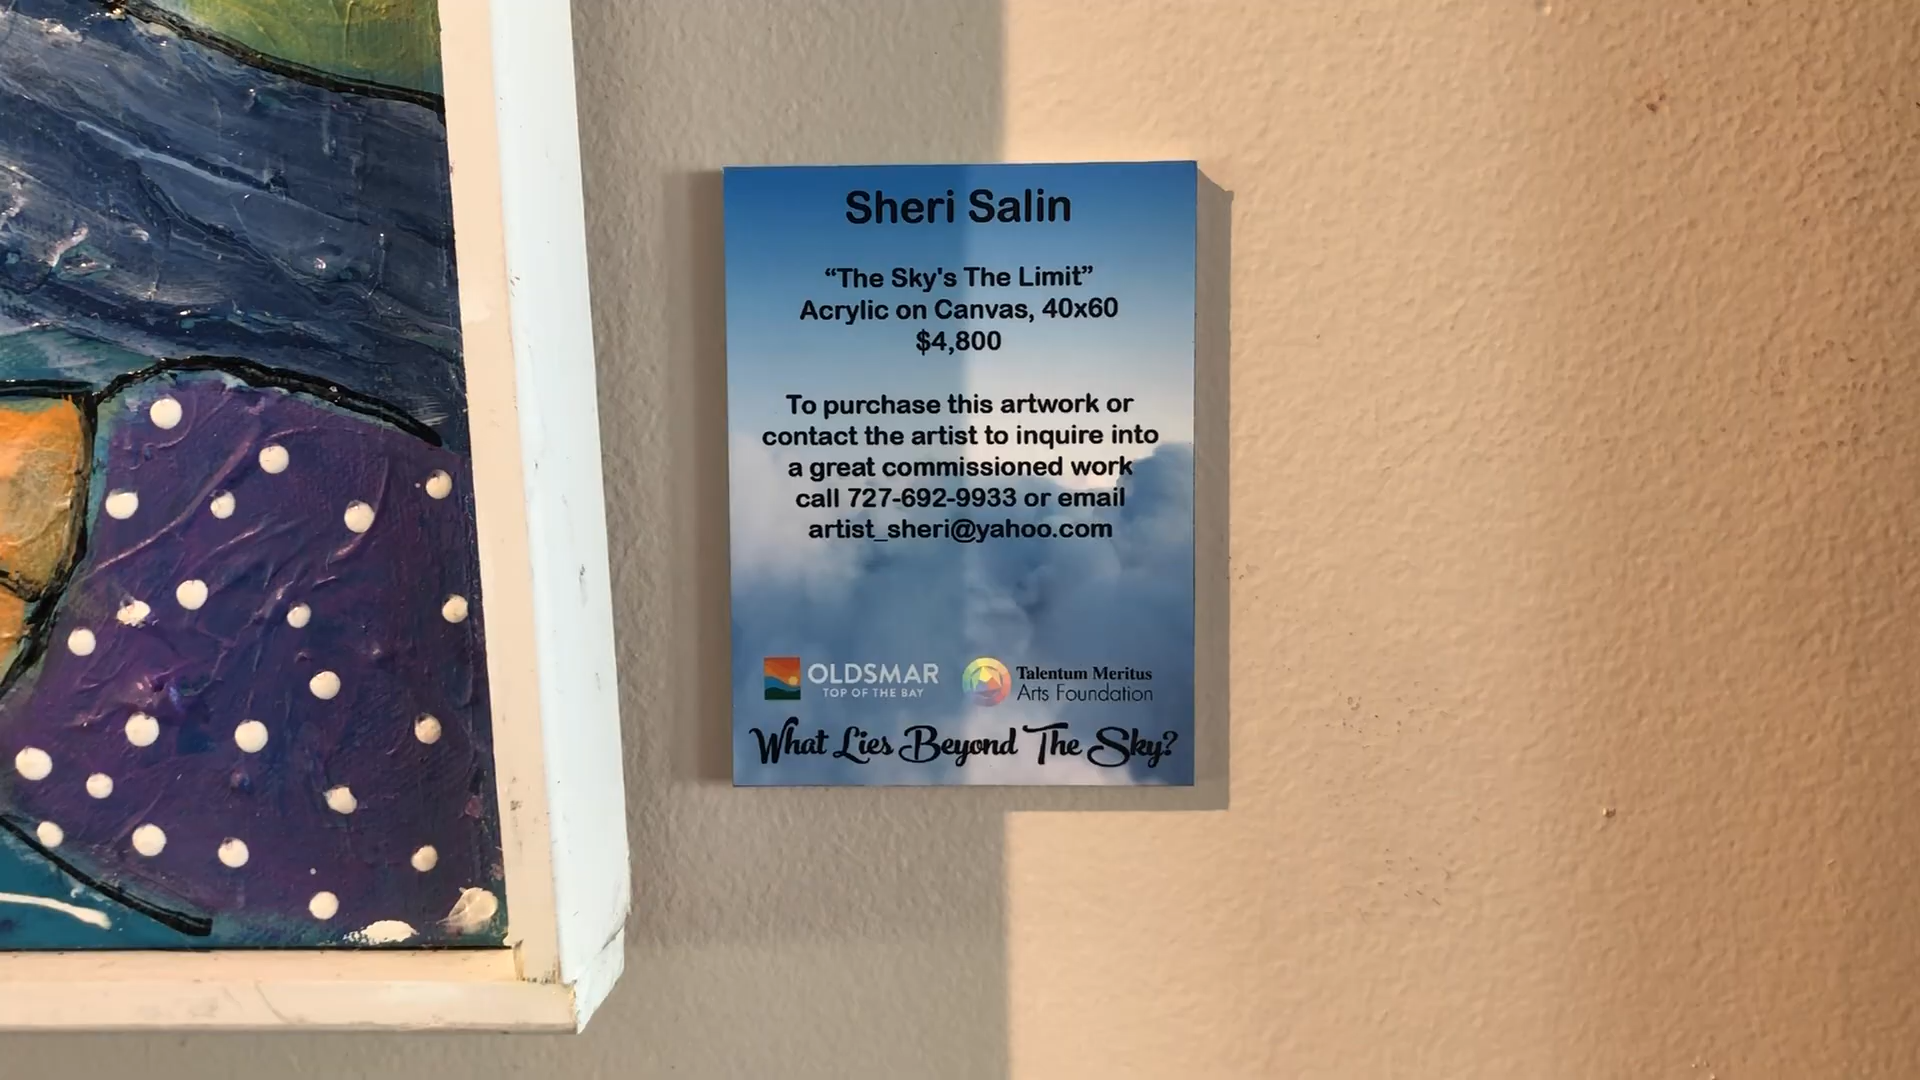 Sheri Salin
“The Sky's The Limit”
Acrylic on Canvas, 40x60
$4,800
To purchase this artwork or
contact the artist to inquire into
a great commissioned work
call 727-692-9933 or email
artist_sheri@yahoo.com
OLDSMAR
TOP OF THE BAY
Talentum Meritus
Arts Foundation
What Lies Beyond The Sky?